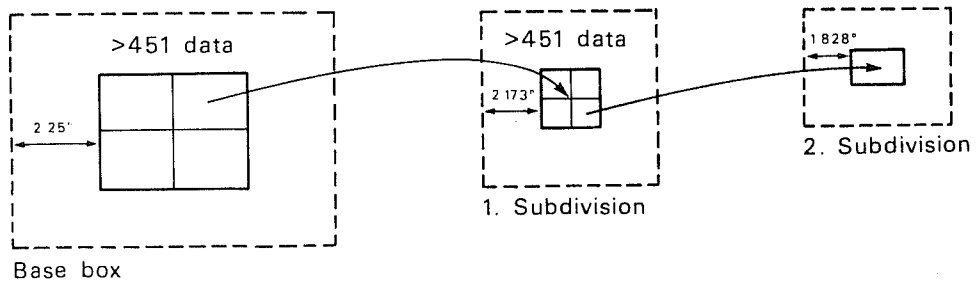 >451 data
2 25°
Base box
>451 data
2 173°
1. Subdivision
1 828°
2. Subdivision